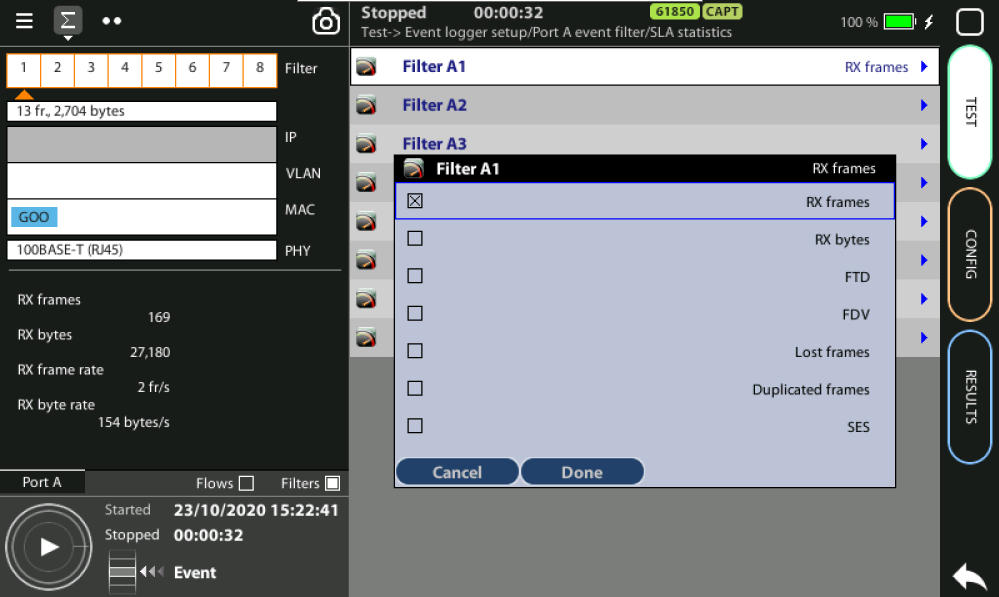 Stopped 00:00:32 61850 CAPT
Test-> Event logger setup/Port A event filter/SLA statistics
100 %
Σ
1 2 3 4 5 6 7 8 Filter
13 fr., 2,704 bytes
IP
VLAN
GOO MAC
100BASE-T (RJ45) PHY
RX frames
169
RX bytes
27,180
RX frame rate
2 fr/s
RX byte rate
154 bytes/s
Port A Flows Filters
Started 23/10/2020 15:22:41
Stopped 00:00:32
Event
Filter A1 RX frames
Filter A2
Filter A3
Filter A1 RX frames
RX frames
RX bytes
FTD
FDV
Lost frames
Duplicated frames
SES
Cancel Done
TEST
CONFIG
RESULTS